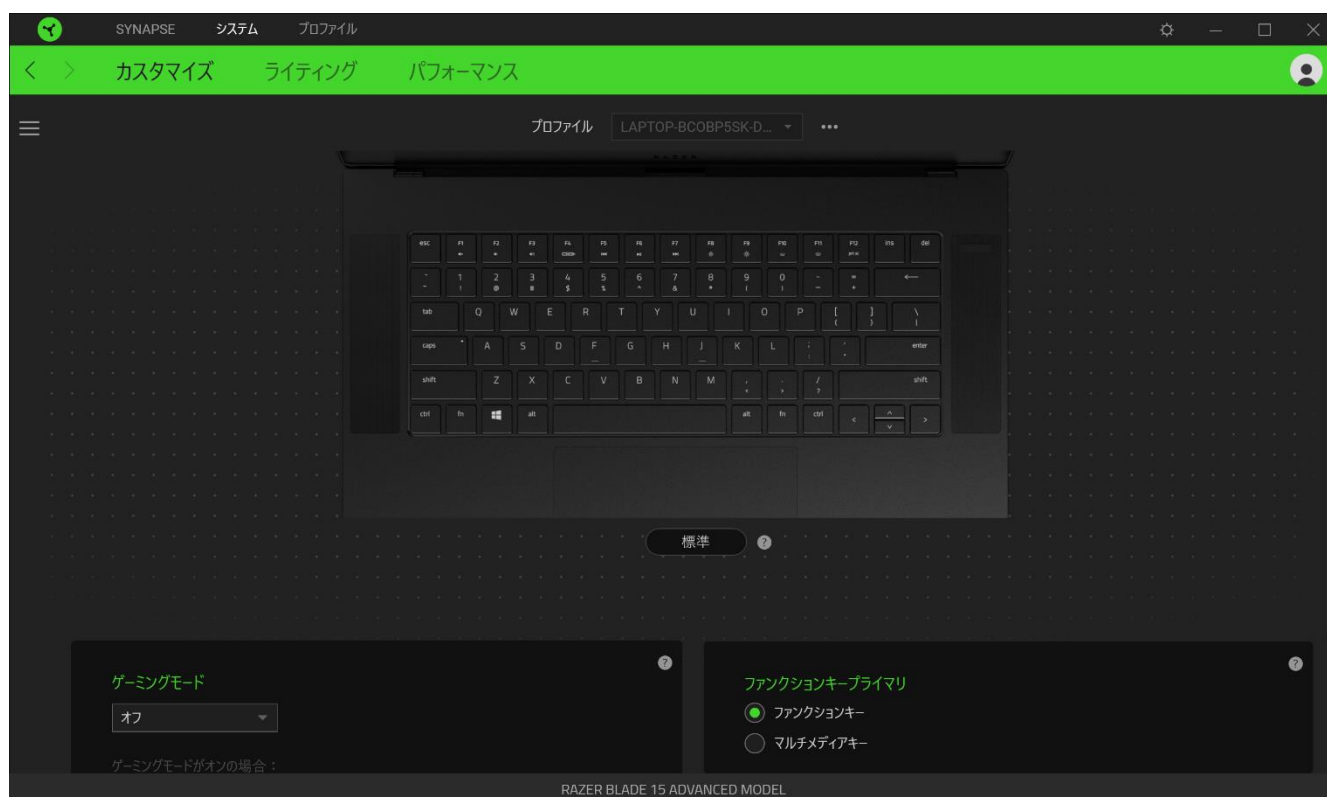 SYNAPSE システム プロファイル
カスタマイズ ライティング パフォーマンス
プロファイル LAPTOP-BCOBP5SK-D... •••
esc F1 F2 F3 F4 F5 F6 F7 F8 F9 F10 F11 F12 ins del
1 2 3 4 5 6 7 8 9 0 - =
! @ # $ % ^ & *
tab Q W E R T Y U I O P [ ] \
caps A S D F G H J K L ; ' enter
shift Z X C V B N M , . / shift
?
ctrl fn alt alt fn ctrl < ^ >
標準 ?
?
?
ゲーミングモード
オフ
ゲーミングモードがオンの場合：
ファンクションキープライマリ
ファンクションキー
マルチメディアキー
RAZER BLADE 15 ADVANCED MODEL